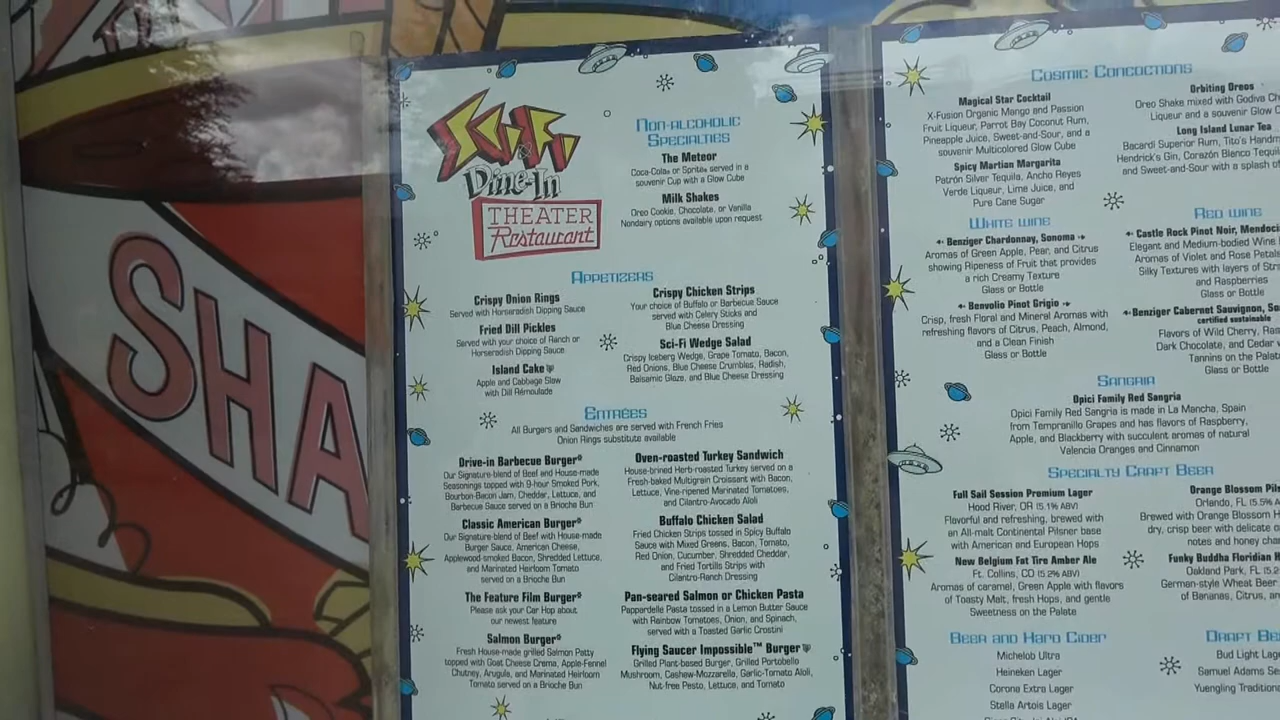 SHA
Sci-Fi
Dine-In
THEATER
Restaurant
Non-alcoholic
Specialties
The Meteor
Coca-Cola® or Sprite® served in a
souvenir Cup with a Glow Cube
Milk Shakes
Oreo Cookie, Chocolate, or Vanilla
Nondairy options available upon request
Appetizers
Crispy Onion Rings
Served with Horseradish Dipping Sauce
Fried Dill Pickles
Served with your choice of Ranch or
Horseradish Dipping Sauce
Island Cake
Apple and Cabbage Slaw
with Dill Rémoulade
Crispy Chicken Strips
Your choice of Buffalo or Barbecue Sauce
served with Celery Sticks and
Blue Cheese Dressing
Sci-Fi Wedge Salad
Crispy Iceberg Wedge, Grape Tomato, Bacon,
Red Onions, Blue Cheese Crumbles, Radish,
Balsamic Glaze, and Blue Cheese Dressing
Entrées
All Burgers and Sandwiches are served with French Fries
Onion Rings substitute available
Drive-in Barbecue Burger*
Our Signature-blend of Beef and House-made
Seasonings topped with 9-hour Smoked Pork,
Bourbon-Bacon Jam, Cheddar, Lettuce, and
Barbecue Sauce served on a Brioche Bun
Classic American Burger*
Our Signature-blend of Beef with House-made
Burger Sauce, American Cheese,
Applewood-smoked Bacon, Shredded Lettuce,
and Marinated Heirloom Tomato
served on a Brioche Bun
The Feature Film Burger*
Please ask your Car Hop about
our newest feature
Salmon Burger*
Fresh House-made grilled Salmon Patty
topped with Goat Cheese Crema, Apple-Fennel
Chutney, Arugula, and Marinated Heirloom
Tomato served on a Brioche Bun
Oven-roasted Turkey Sandwich
House-brined Herb-roasted Turkey served on a
Fresh-baked Multigrain Croissant with Bacon,
Lettuce, Vine-ripened Marinated Tomatoes,
and Cilantro-Avocado Aïoli
Buffalo Chicken Salad
Fried Chicken Strips tossed in Spicy Buffalo
Sauce with Mixed Greens, Bacon, Tomato,
Red Onion, Cucumber, Shredded Cheddar,
and Fried Tortilla Strips with
Cilantro-Ranch Dressing
Pan-seared Salmon or Chicken Pasta
Pappardelle Pasta tossed in a Lemon Butter Sauce
with Rainbow Tomatoes, Onion, and Spinach,
served with a Toasted Garlic Crostini
Flying Saucer Impossible™ Burger
Grilled Plant-based Burger, Grilled Portobello
Mushroom, Cashew-Mozzarella, Garlic-Tomato Aïoli,
Nut-free Pesto, Lettuce, and Tomato
Cosmic Concoctions
Magical Star Cocktail
X-Fusion Organic Mango and Passion
Fruit Liqueur, Parrot Bay Coconut Rum,
Pineapple Juice, Sweet-and-Sour, and a
souvenir Multicolored Glow Cube
Spicy Martian Margarita
Patrón Silver Tequila, Ancho Reyes
Verde Liqueur, Lime Juice, and
Pure Cane Sugar
Orbiting Oreos
Oreo Shake mixed with Godiva Ch
Liqueur and a souvenir Glow C
Long Island Lunar Tea
Bacardi Superior Rum, Tito's Handm
Hendrick's Gin, Corazón Blanco Tequil
and Sweet-and-Sour with a splash of
White wine
Benziger Chardonnay, Sonoma
Aromas of Green Apple, Pear, and Citrus
showing Ripeness of Fruit that provides
a rich Creamy Texture
Glass or Bottle
Benvolio Pinot Grigio
Crisp, fresh Floral and Mineral Aromas with
refreshing flavors of Citrus, Peach, Almond,
and a Clean Finish
Glass or Bottle
Red wine
Castle Rock Pinot Noir, Mendoci
Elegant and Medium-bodied Wine
Aromas of Violet and Rose Petals
Silky Textures with layers of Str
and Raspberries
Glass or Bottle
Benziger Cabernet Sauvignon, So
certified sustainable
Flavors of Wild Cherry, Ras
Dark Chocolate, and Cedar
Tannins on the Palat
Glass or Bottle
Sangria
Opici Family Red Sangria
Opici Family Red Sangria is made in La Mancha, Spain
from Tempranillo Grapes and has flavors of Raspberry,
Apple, and Blackberry with succulent aromas of natural
Valencia Oranges and Cinnamon
Specialty Craft Beer
Full Sail Session Premium Lager
Hood River, OR (5.1% ABV)
Flavorful and refreshing, brewed with
an All-malt Continental Pilsner base
with American and European Hops
New Belgium Fat Tire Amber Ale
Ft. Collins, CO (5.2% ABV)
Aromas of caramel, Green Apple with flavors
of Toasty Malt, fresh Hops, and gentle
Sweetness on the Palate
Orange Blossom Pils
Orlando, FL (5.5% A
Brewed with Orange Blossom H
dry, crisp beer with delicate c
notes and honey char
Funky Buddha Floridian H
Oakland Park, FL (5.2
German-style Wheat Beer
of Bananas, Citrus, an
Beer and Hard Cider
Michelob Ultra
Heineken Lager
Corona Extra Lager
Stella Artois Lager
Draft Be
Bud Light Lage
Samuel Adams Se
Yuengling Tradition